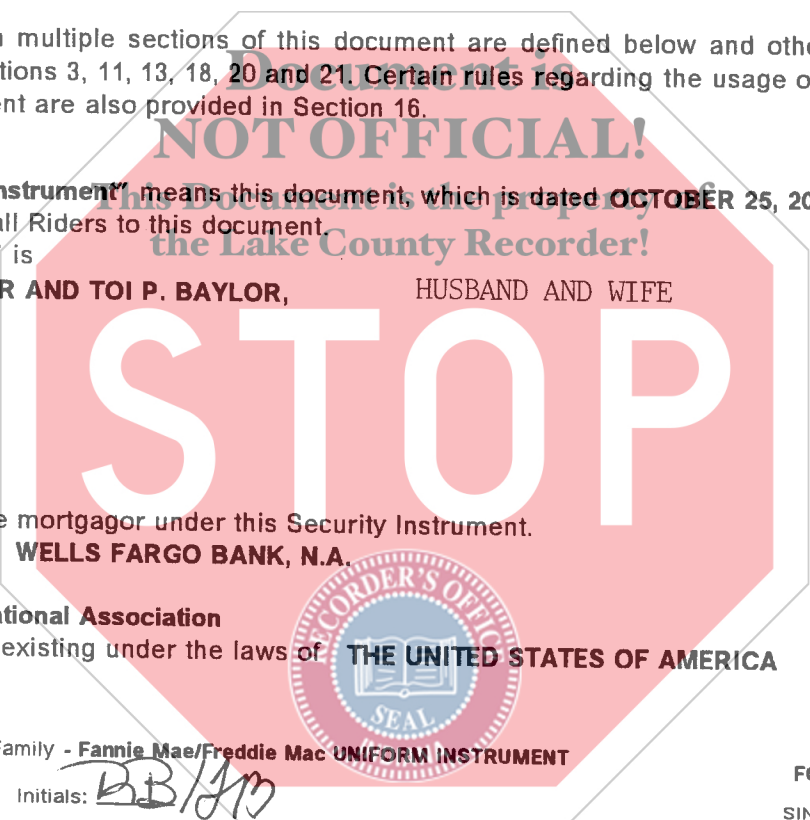 multiple sections of this document are defined below and othe
tions 3, 11, 13, 18, 20 and 21. Certain rules regarding the usage o
ent are also provided in Section 16.
Document is
NOT OFFICIAL!
This Document is the property of
the Lake County Recorder!
nstrument" means this document, which is dated OCTOBER 25, 20
all Riders to this document.
is
R AND TOI P. BAYLOR, HUSBAND AND WIFE
STOP
e mortgagor under this Security Instrument.
WELLS FARGO BANK, N.A.
ational Association
existing under the laws of THE UNITED STATES OF AMERICA
RECORDER'S OFFICE
SEAL
Family - Fannie Mae/Freddie Mac UNIFORM INSTRUMENT
Initials: BB/
SIN